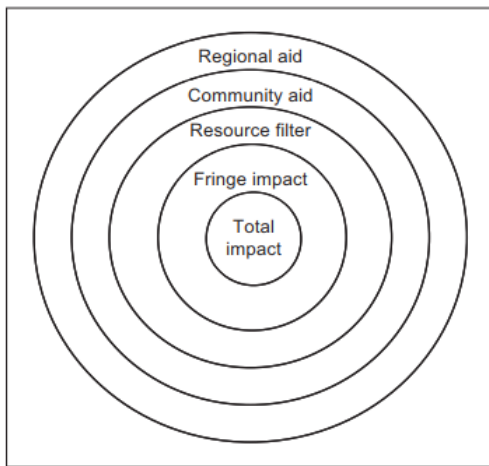 Regional aid
Community aid
Resource filter
Fringe impact
Total
impact